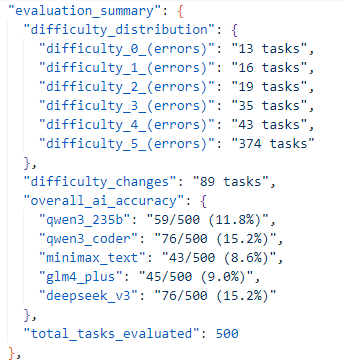 "evaluation_summary": {
"difficulty_distribution": {
"difficulty_0_(errors)": "13 tasks",
"difficulty_1_(errors)": "16 tasks",
"difficulty_2_(errors)": "19 tasks",
"difficulty_3_(errors)": "35 tasks",
"difficulty_4_(errors)": "43 tasks",
"difficulty_5_(errors)": "374 tasks"
},
"difficulty_changes": "89 tasks",
"overall_ai_accuracy": {
"qwen3_235b": "59/500 (11.8%)",
"qwen3_coder": "76/500 (15.2%)",
"minimax_text": "43/500 (8.6%)",
"glm4_plus": "45/500 (9.0%)",
"deepseek_v3": "76/500 (15.2%)"
},
"total_tasks_evaluated": 500
},